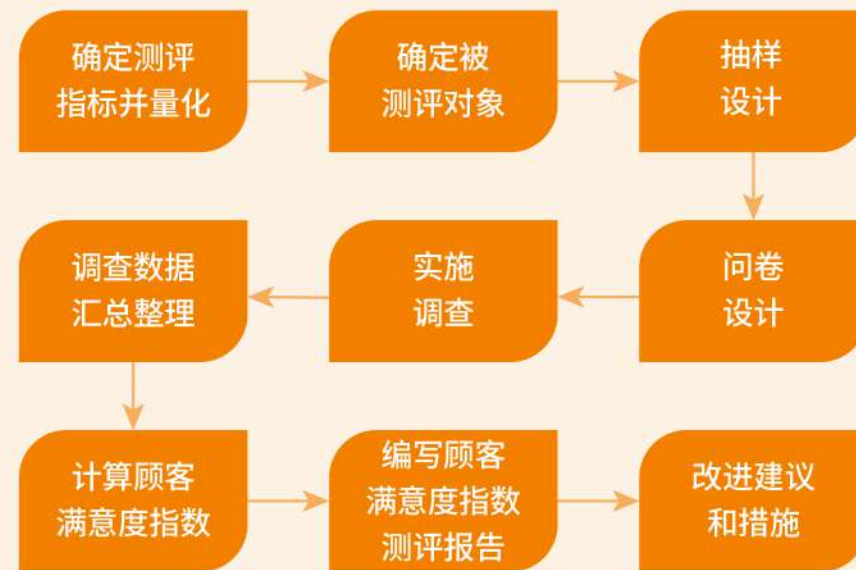 确定测评
指标并量化
确定被
测评对象
抽样
设计
问卷
设计
实施
调查
调查数据
汇总整理
计算顾客
满意度指数
编写顾客
满意度指数
测评报告
改进建议
和措施